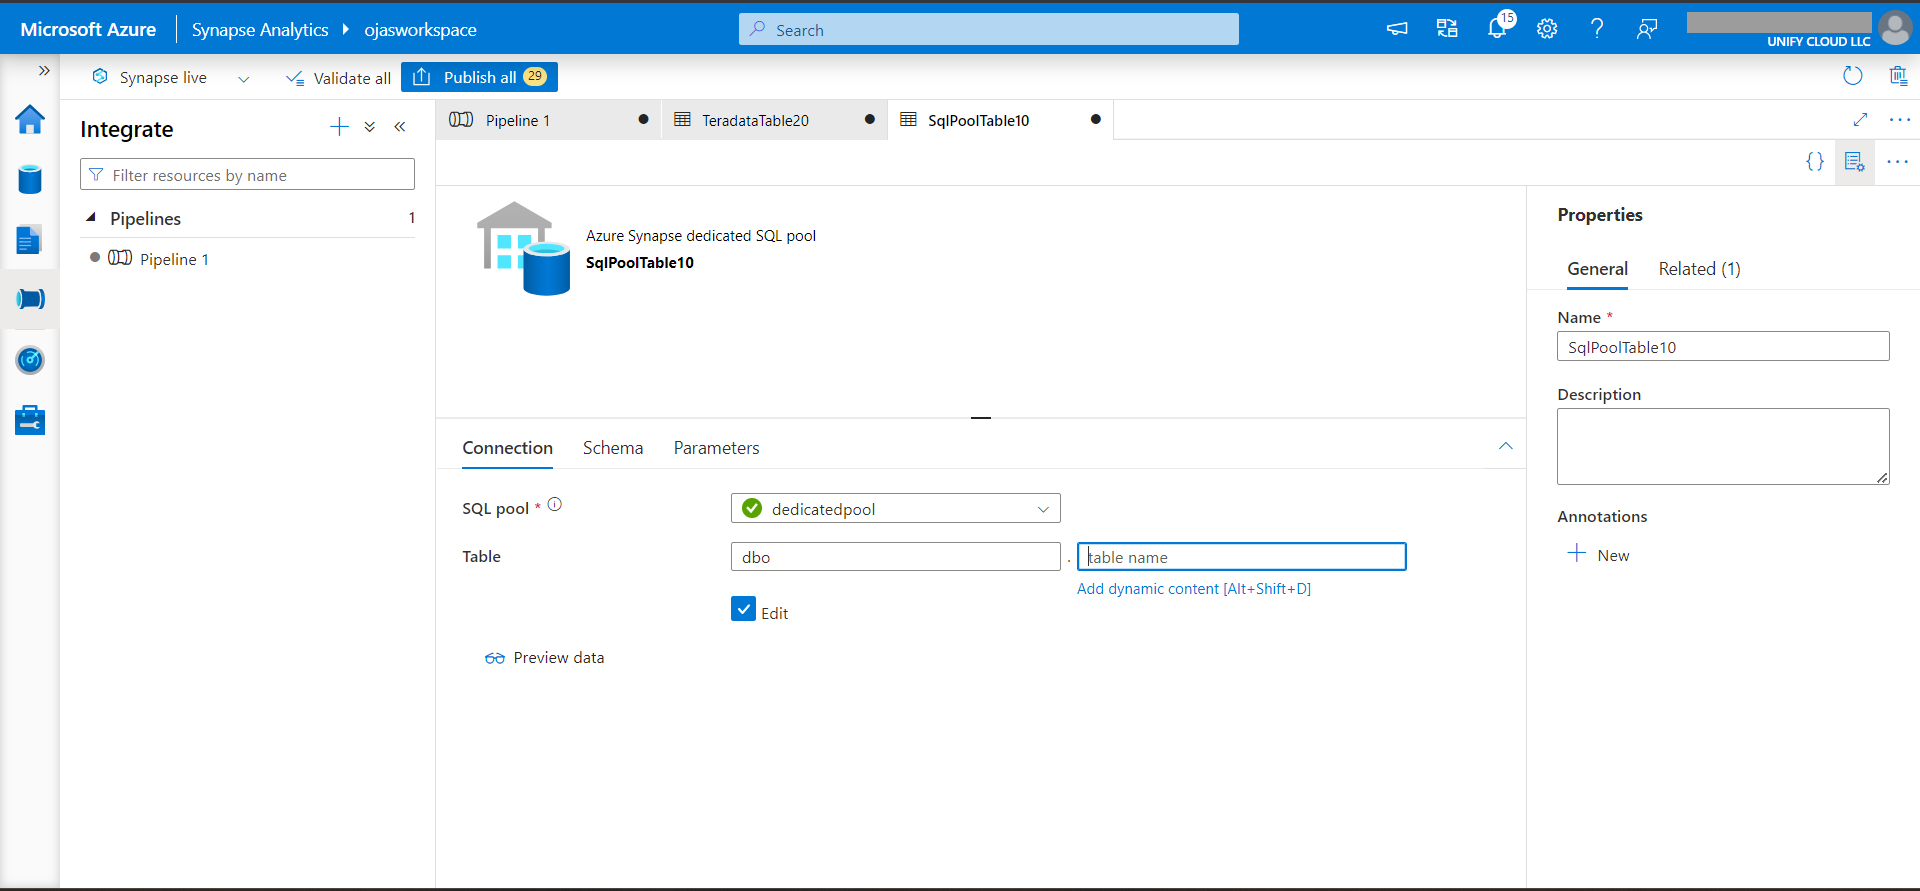 Microsoft Azure
Synapse Analytics
ojasworkspace
Search
15
UNIFY CLOUD LLC
Synapse live
Validate all
Publish all
29
Integrate
Filter resources by name
Pipelines
1
Pipeline 1
Pipeline 1
TeradataTable20
SqlPoolTable10
Azure Synapse dedicated SQL pool
SqlPoolTable10
Connection
Schema
Parameters
SQL pool *
dedicatedpool
Table
dbo
.
table name
Add dynamic content [Alt+Shift+D]
Edit
Preview data
Properties
General
Related (1)
Name *
SqlPoolTable10
Description
Annotations
New